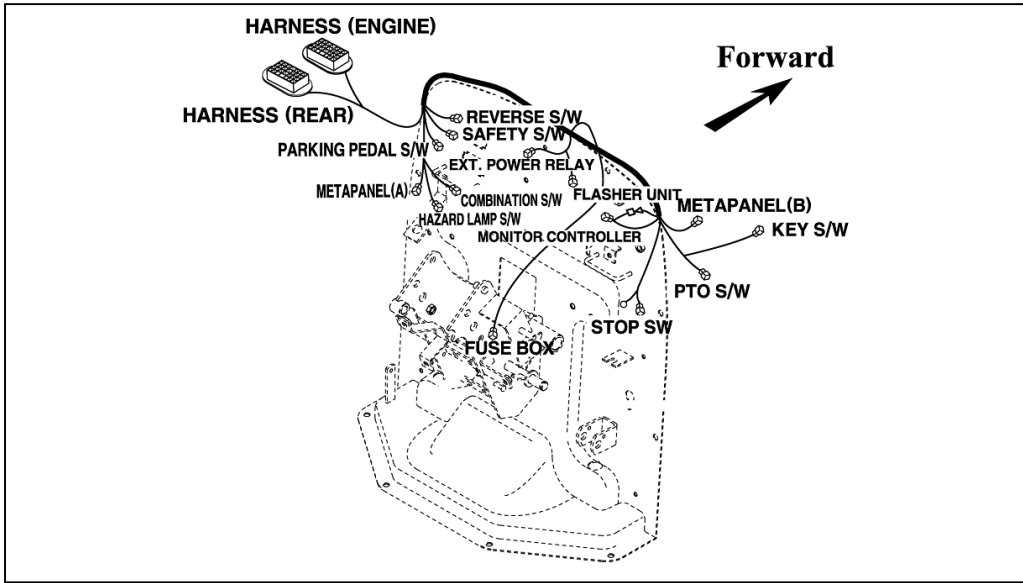 HARNESS (ENGINE)
Forward
HARNESS (REAR)
REVERSE S/W
SAFETY S/W
PARKING PEDAL S/W
EXT. POWER RELAY
METAPANEL(A)
COMBINATION S/W
FLASHER UNIT
METAPANEL(B)
HAZARD LAMP S/W
MONITOR CONTROLLER
KEY S/W
PTO S/W
STOP SW
FUSE BOX